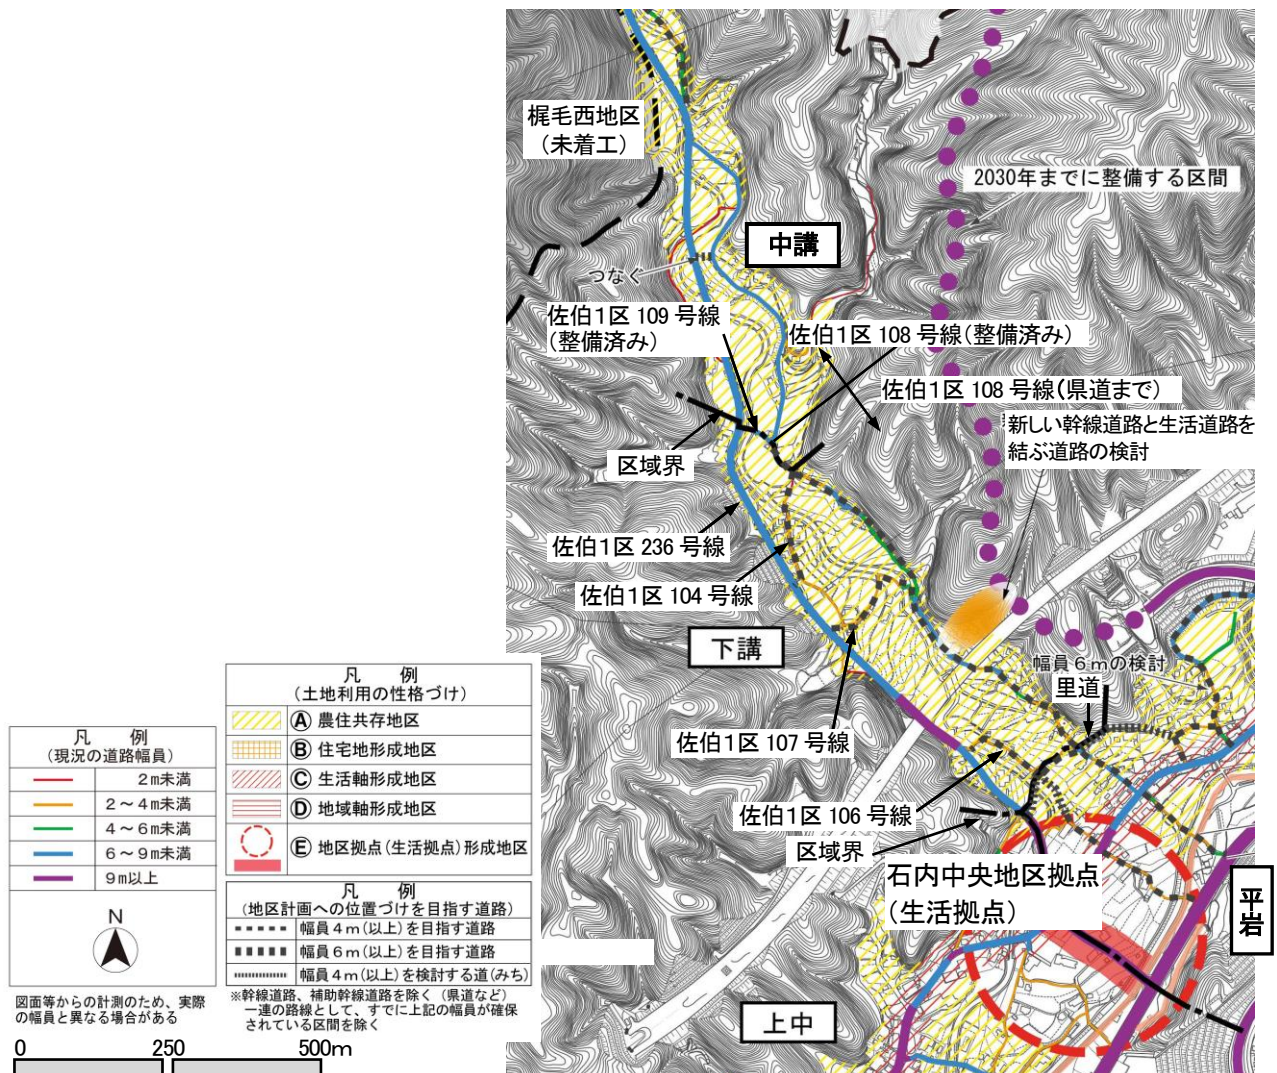 梶毛西地区
(未着工)
2030年までに整備する区間
中講
つなぐ
佐伯1区 109 号線
(整備済み)
佐伯1区 108 号線(整備済み)
佐伯1区 108 号線(県道まで)
新しい幹線道路と生活道路を
結ぶ道路の検討
区域界
佐伯1区 236 号線
佐伯1区 104 号線
下講
幅員6mの検討
里道
佐伯1区 107 号線
佐伯1区 106 号線
区域界
石内中央地区拠点
(生活拠点)
平岩
上中
凡 例
(土地利用の性格づけ)
Ⓐ 農住共存地区
Ⓑ 住宅地形成地区
Ⓒ 生活軸形成地区
Ⓓ 地域軸形成地区
Ⓔ 地区拠点(生活拠点)形成地区
凡 例
(現況の道路幅員)
2m未満
2～4m未満
4～6m未満
6～9m未満
9m以上
N
図面等からの計測のため、実際
の幅員と異なる場合がある
凡 例
(地区計画への位置づけを目指す道路)
幅員4m(以上)を目指す道路
幅員6m(以上)を目指す道路
幅員4m(以上)を検討する道(みち)
※幹線道路、補助幹線道路を除く(県道など)
一連の路線として、すでに上記の幅員が確保
されている区間を除く
0 250 500m